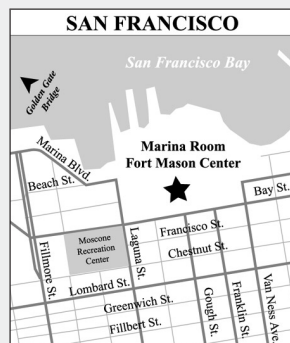 SAN FRANCISCO
San Francisco Bay
Golden Gate
Bridge
Marina Room
Fort Mason Center
Marina Blvd.
Beach St.
Bay St.
Moscone
Recreation
Center
Francisco St.
Chestnut St.
Fillmore St.
Laguna St.
Lombard St.
Gough St.
Franklin St.
Van Ness Ave.
Greenwich St.
Fillbert St.